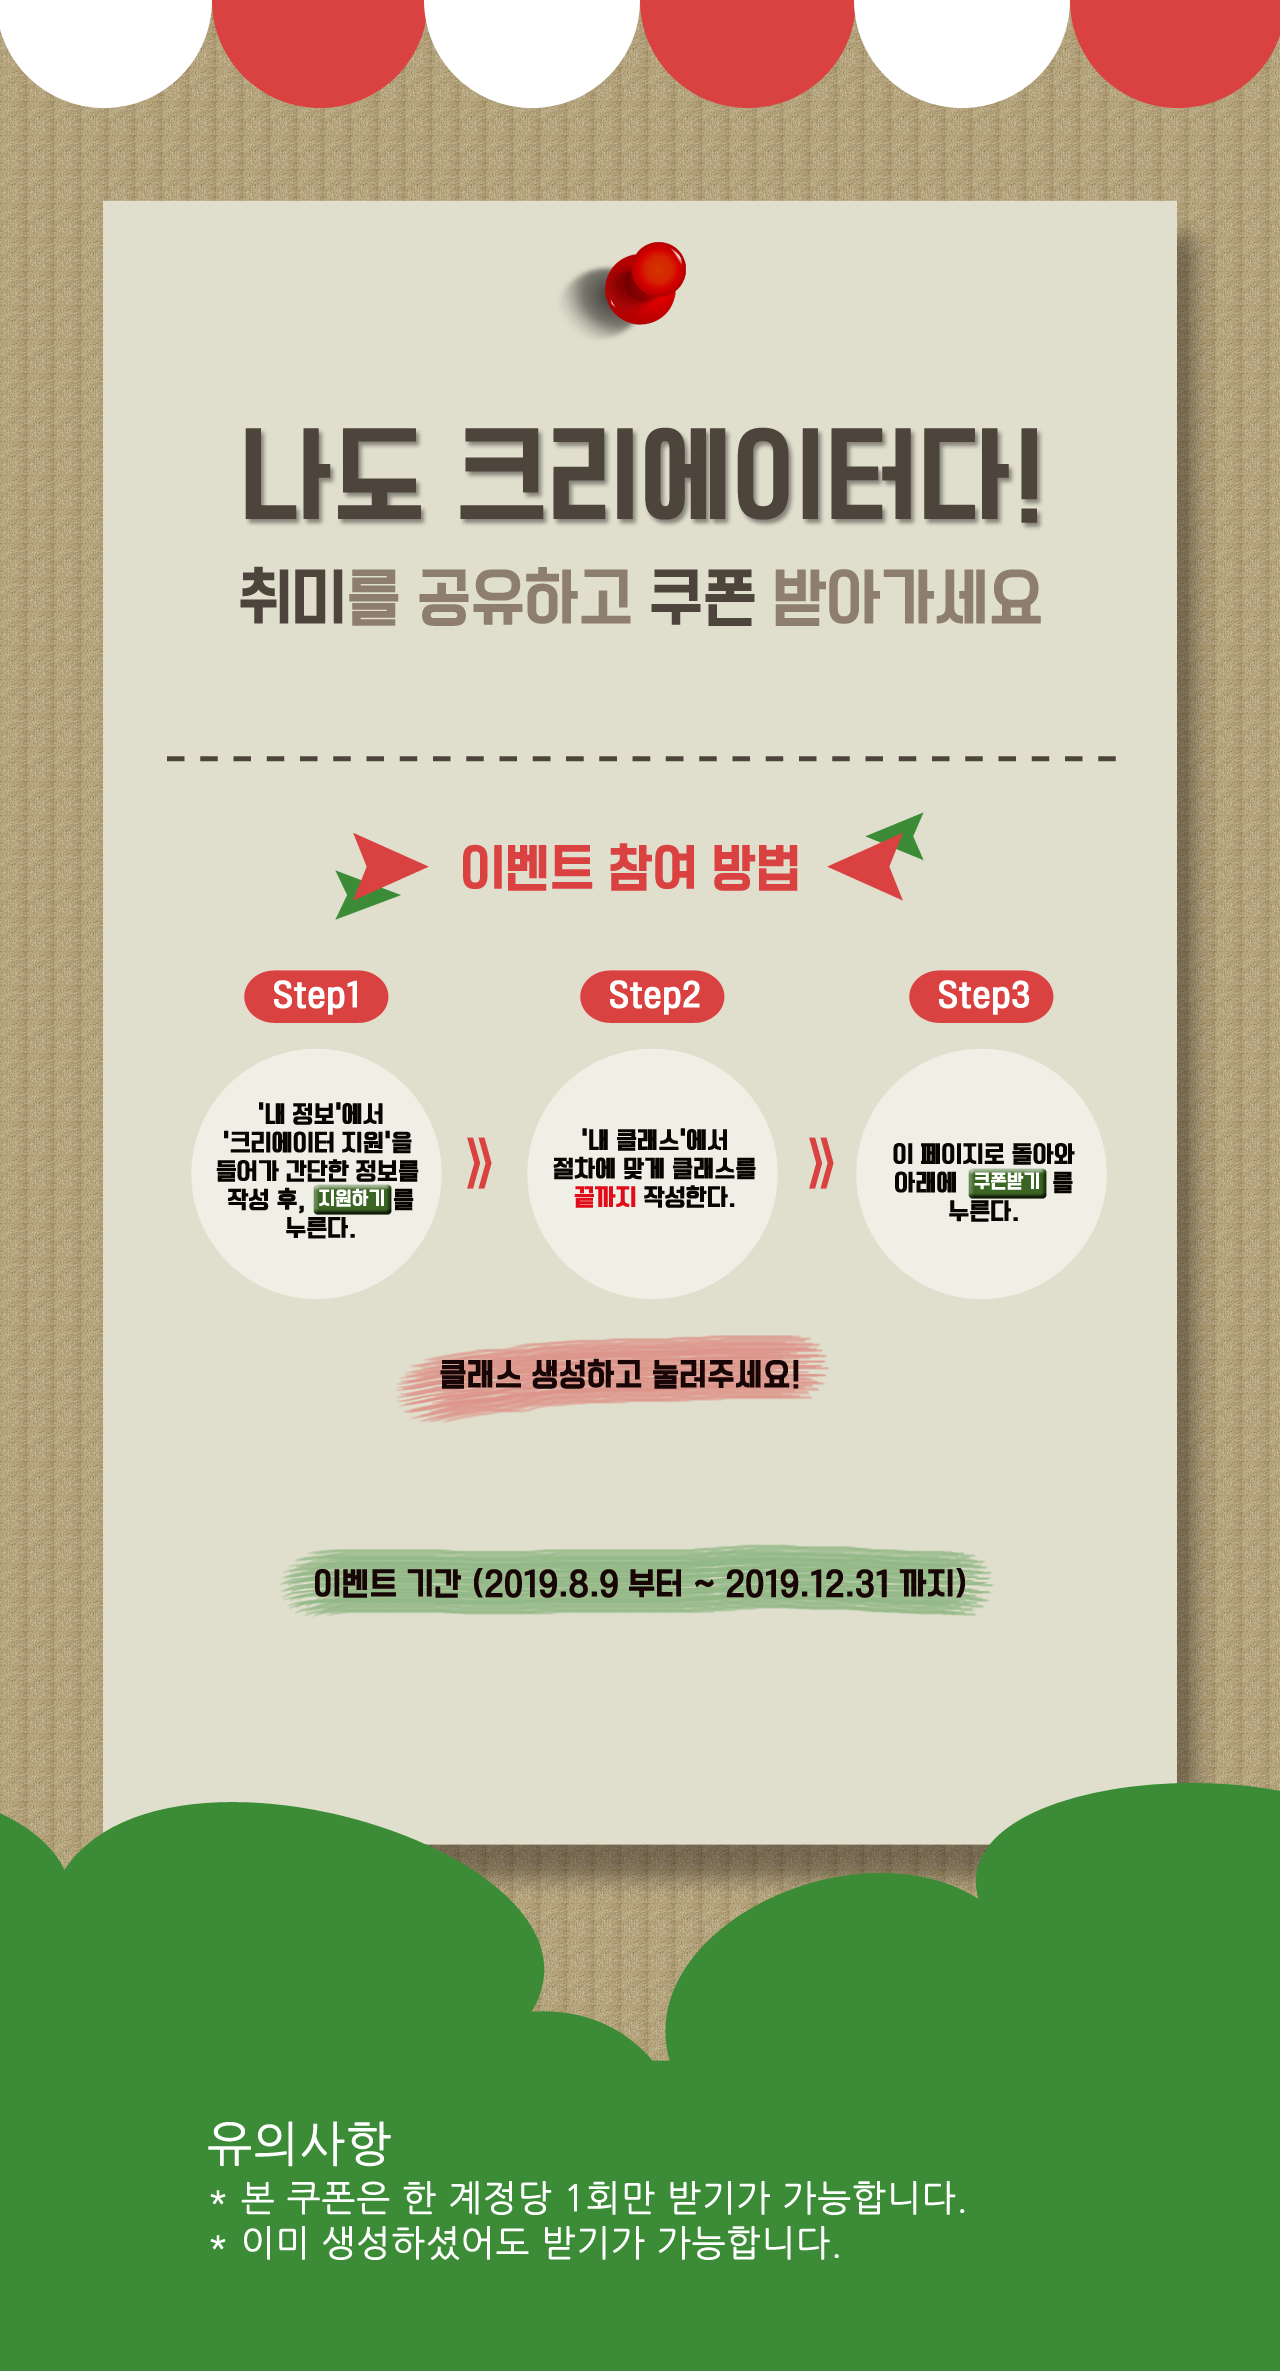 나도 크리에이터다!
취미를 공유하고 쿠폰 받아가세요
이벤트 참여 방법
Step1
'내 정보'에서
'크리에이터 지원'을
들어가 간단한 정보를
작성 후, 지원하기 를
누른다.
Step2
'내 클래스'에서
절차에 맞게 클래스를
끝까지 작성한다.
Step3
이 페이지로 돌아와
아래에 쿠폰받기 를
누른다.
클래스 생성하고 눌러주세요!
이벤트 기간 (2019.8.9 부터 ~ 2019.12.31 까지)
유의사항
* 본 쿠폰은 한 계정당 1회만 받기가 가능합니다.
* 이미 생성하셨어도 받기가 가능합니다.